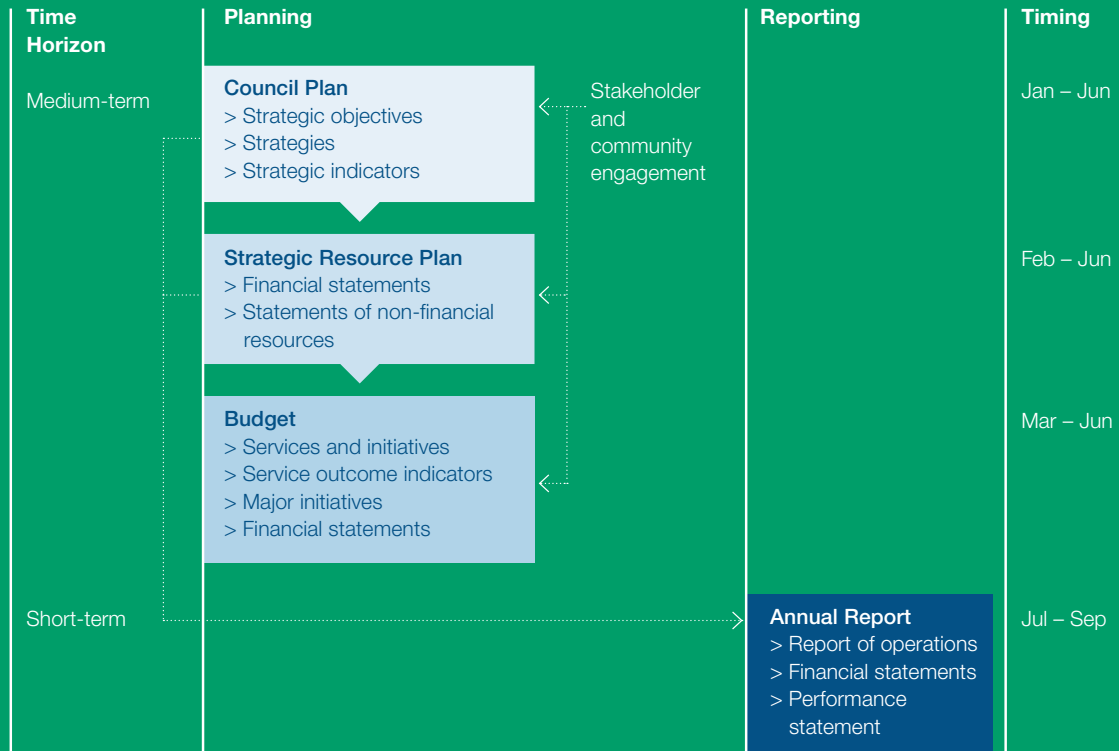 Time
Horizon
Planning
Reporting
Timing
Medium-term
Council Plan
> Strategic objectives
> Strategies
> Strategic indicators
Stakeholder
and
community
engagement
Jan – Jun
Strategic Resource Plan
> Financial statements
> Statements of non-financial
resources
Feb – Jun
Budget
> Services and initiatives
> Service outcome indicators
> Major initiatives
> Financial statements
Mar – Jun
Short-term
Annual Report
> Report of operations
> Financial statements
> Performance
statement
Jul – Sep